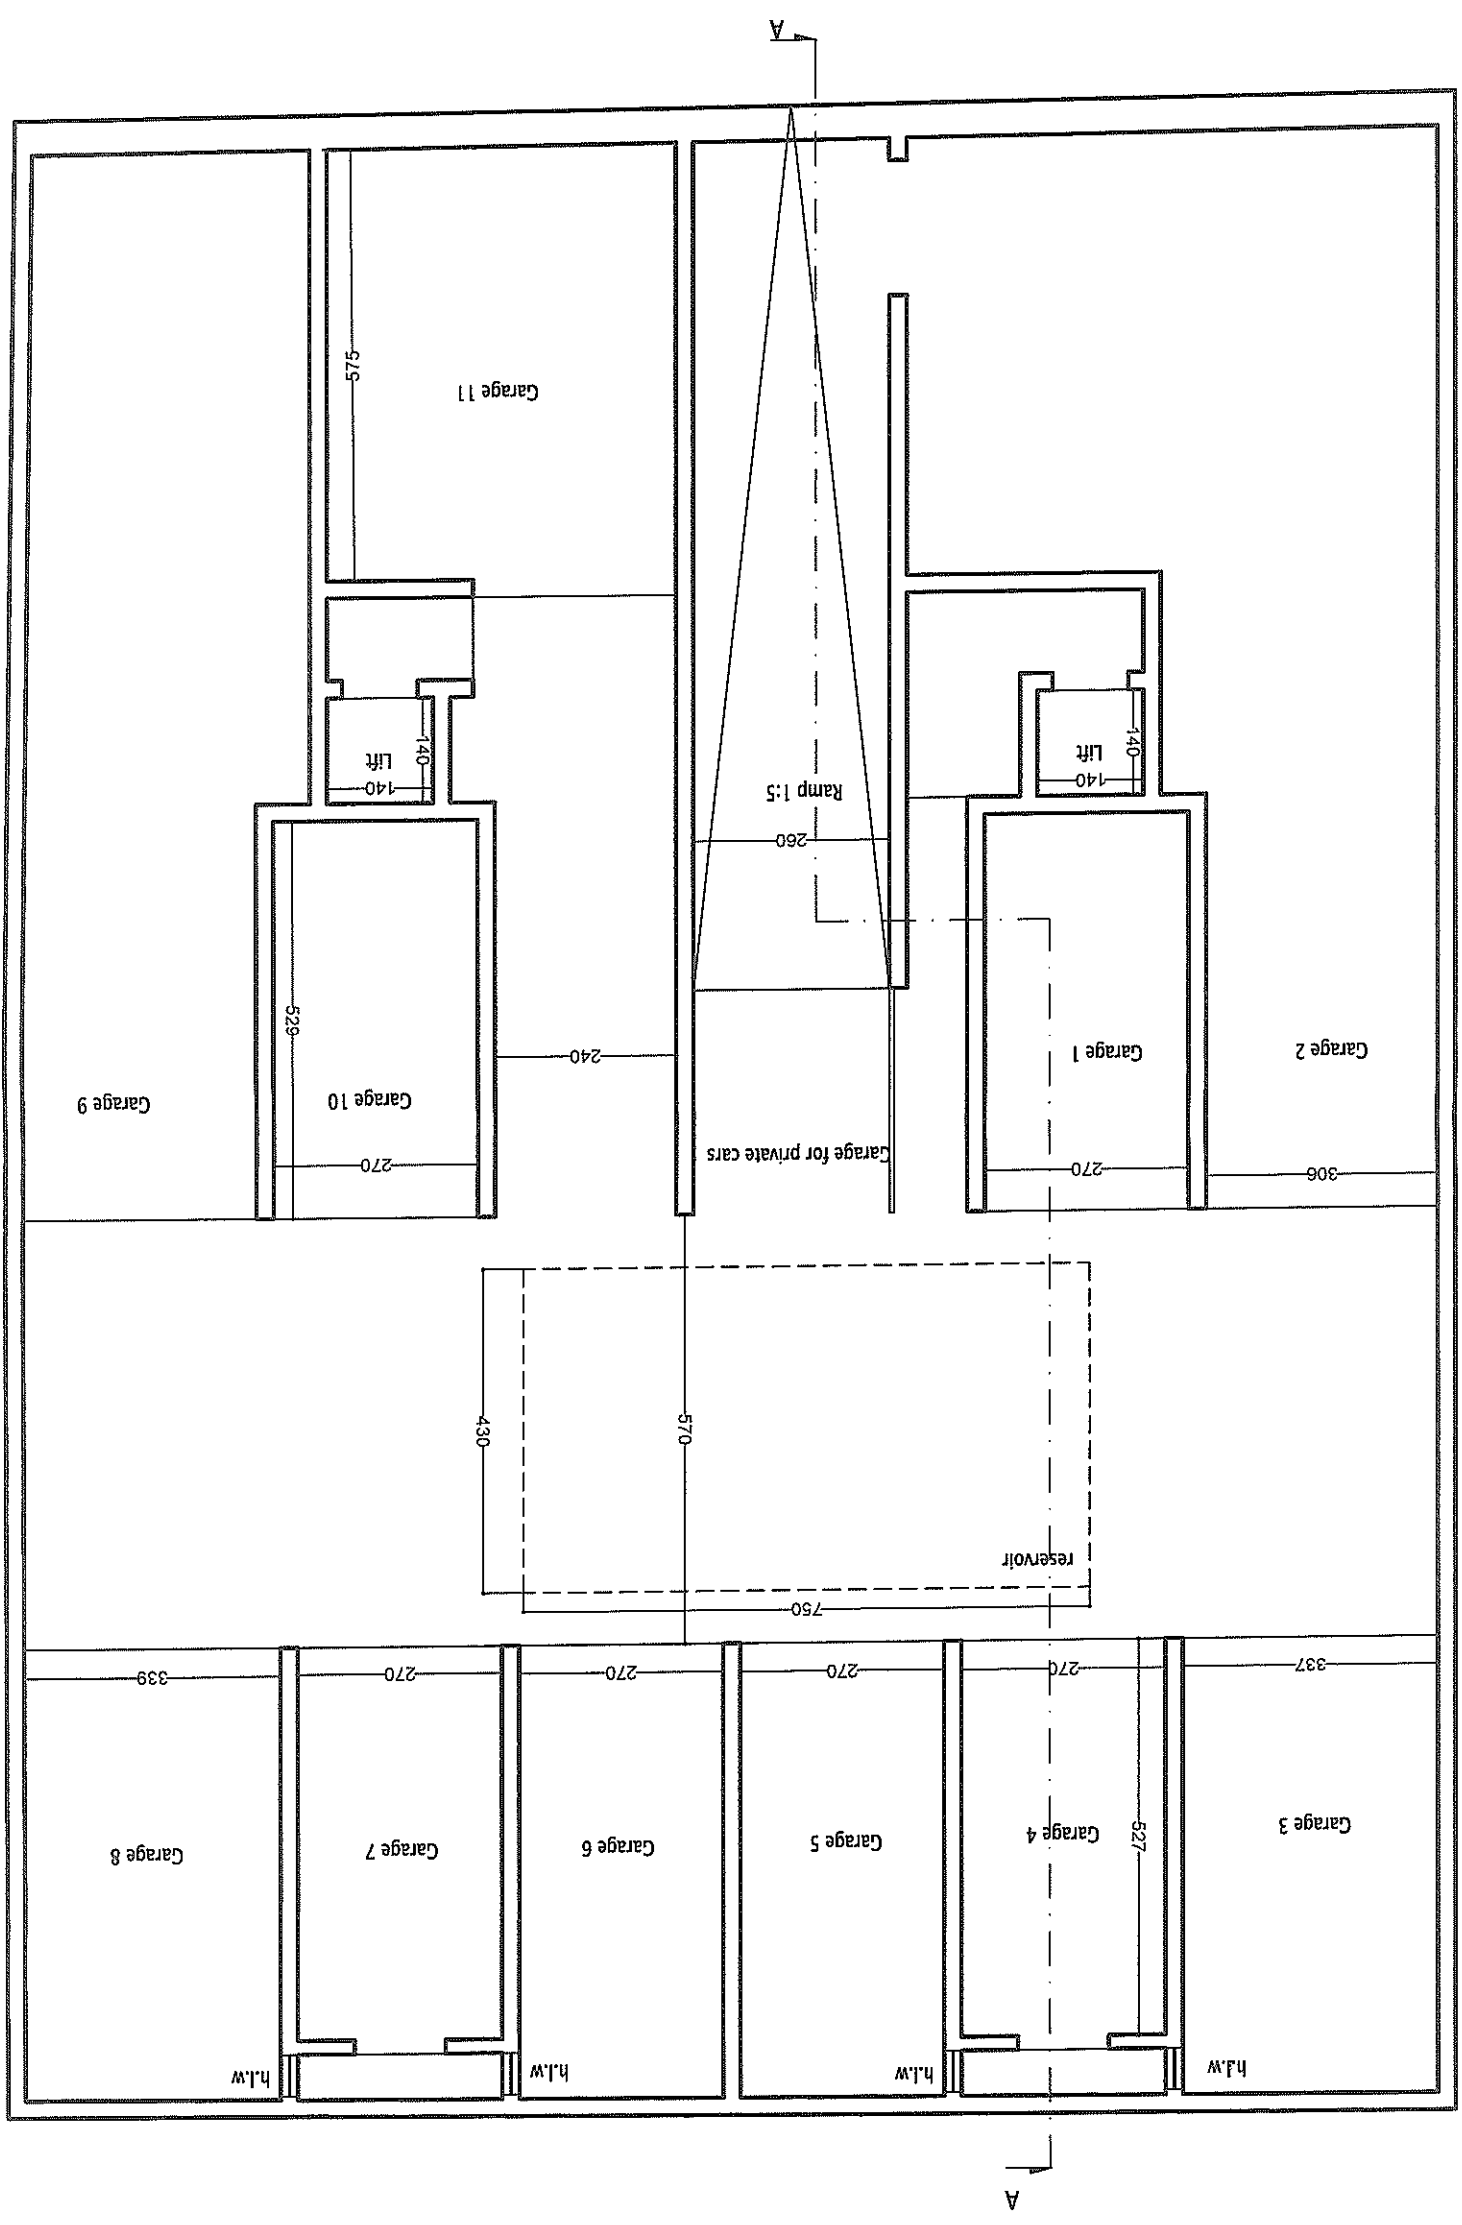 A
h.l.w
h.l.w
h.l.w
h.l.w
Garage 3
Garage 4
527
Garage 5
Garage 6
Garage 7
Garage 8
337
270
270
270
270
339
750
reservoir
570
430
306
270
270
Garage for private cars
Garage 2
Garage 1
240
Garage 10
529
Garage 9
260
Ramp 1:5
140
Lift
140
140
Lift
140
Garage 11
575
A